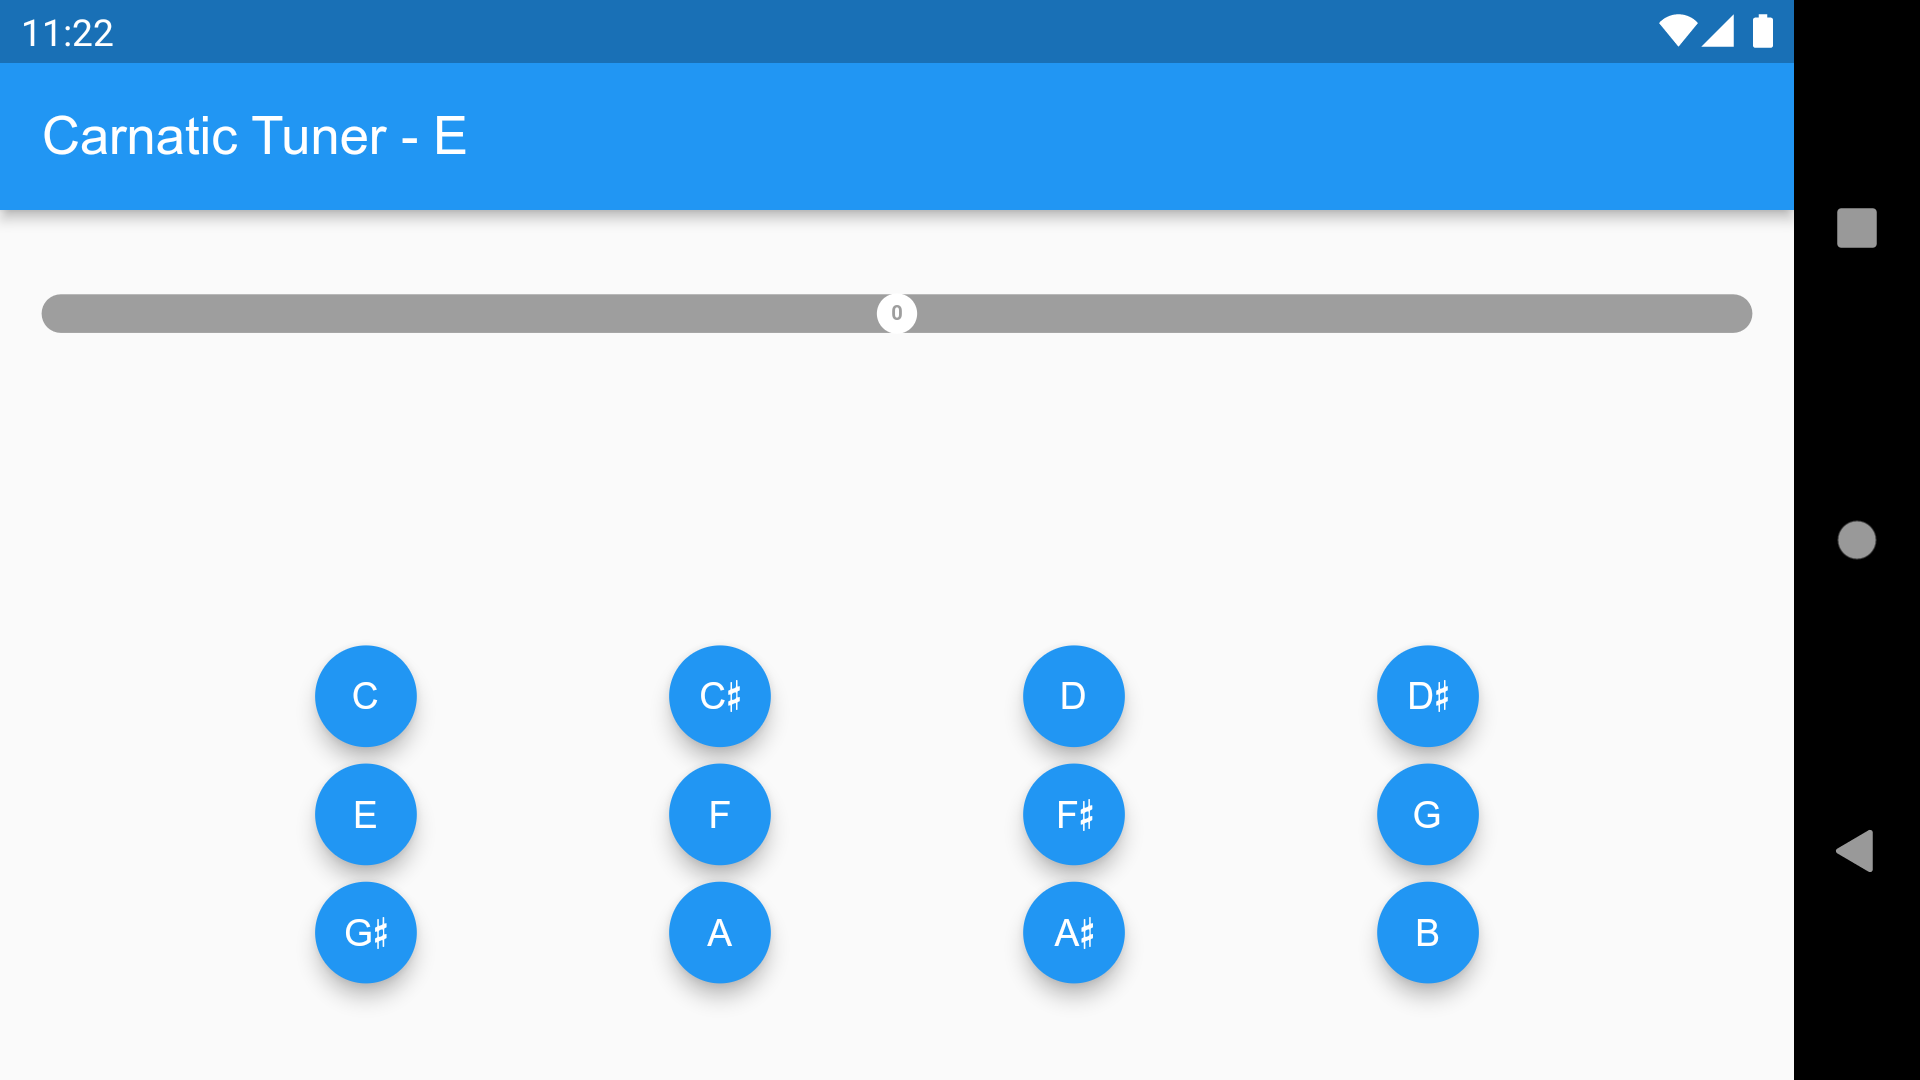 11:22
Carnatic Tuner - E
0
C C♯ D D♯
E F F♯ G
G♯ A A♯ B